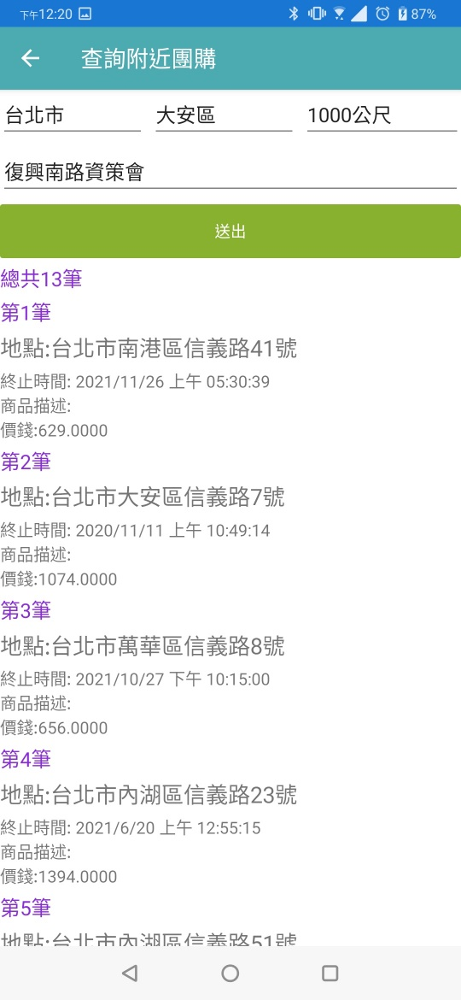 下午12:20 87%
查詢附近團購
台北市 大安區 1000公尺
復興南路資策會
送出
總共13筆
第1筆
地點:台北市南港區信義路41號
終止時間: 2021/11/26 上午 05:30:39
商品描述:
價錢:629.0000
第2筆
地點:台北市大安區信義路7號
終止時間: 2020/11/11 上午 10:49:14
商品描述:
價錢:1074.0000
第3筆
地點:台北市萬華區信義路8號
終止時間: 2021/10/27 下午 10:15:00
商品描述:
價錢:656.0000
第4筆
地點:台北市內湖區信義路23號
終止時間: 2021/6/20 上午 12:55:15
商品描述:
價錢:1394.0000
第5筆
地點:台北市內湖區信義路51號